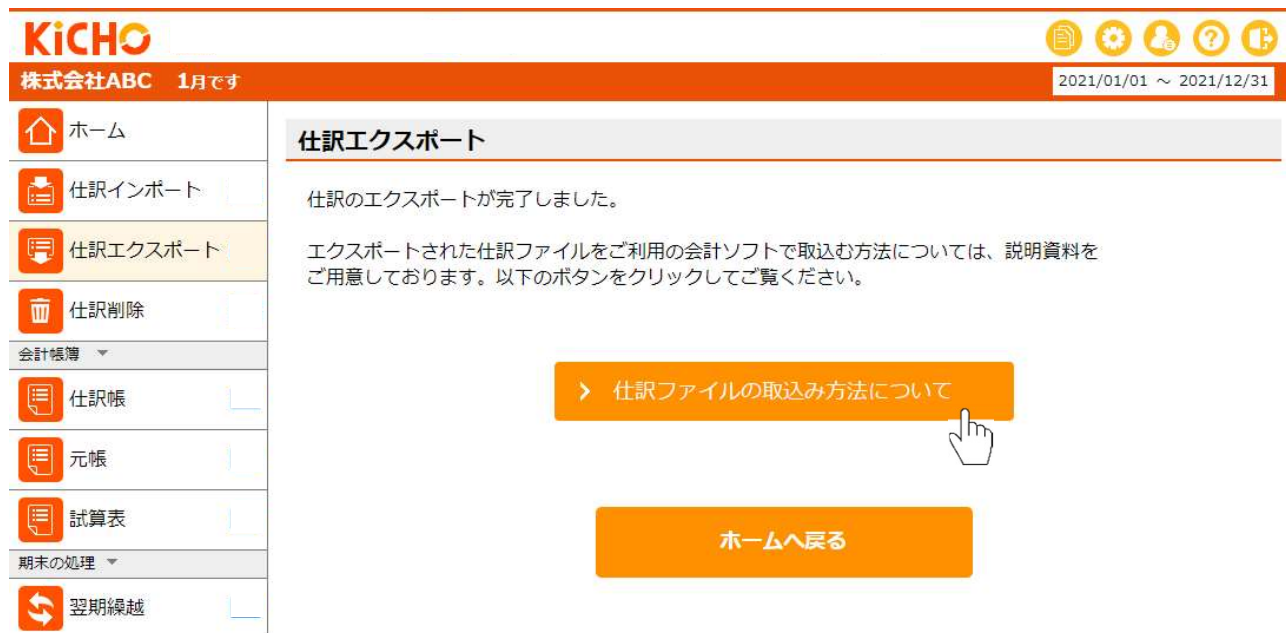 KiCHO
株式会社ABC 1月です
2021/01/01 ～ 2021/12/31
ホーム
仕訳インポート
仕訳エクスポート
仕訳削除
会計帳簿
仕訳帳
元帳
試算表
期末の処理
翌期繰越
仕訳エクスポート
仕訳のエクスポートが完了しました。
エクスポートされた仕訳ファイルをご利用の会計ソフトで取込む方法については、説明資料を
ご用意しております。以下のボタンをクリックしてご覧ください。
仕訳ファイルの取込み方法について
ホームへ戻る